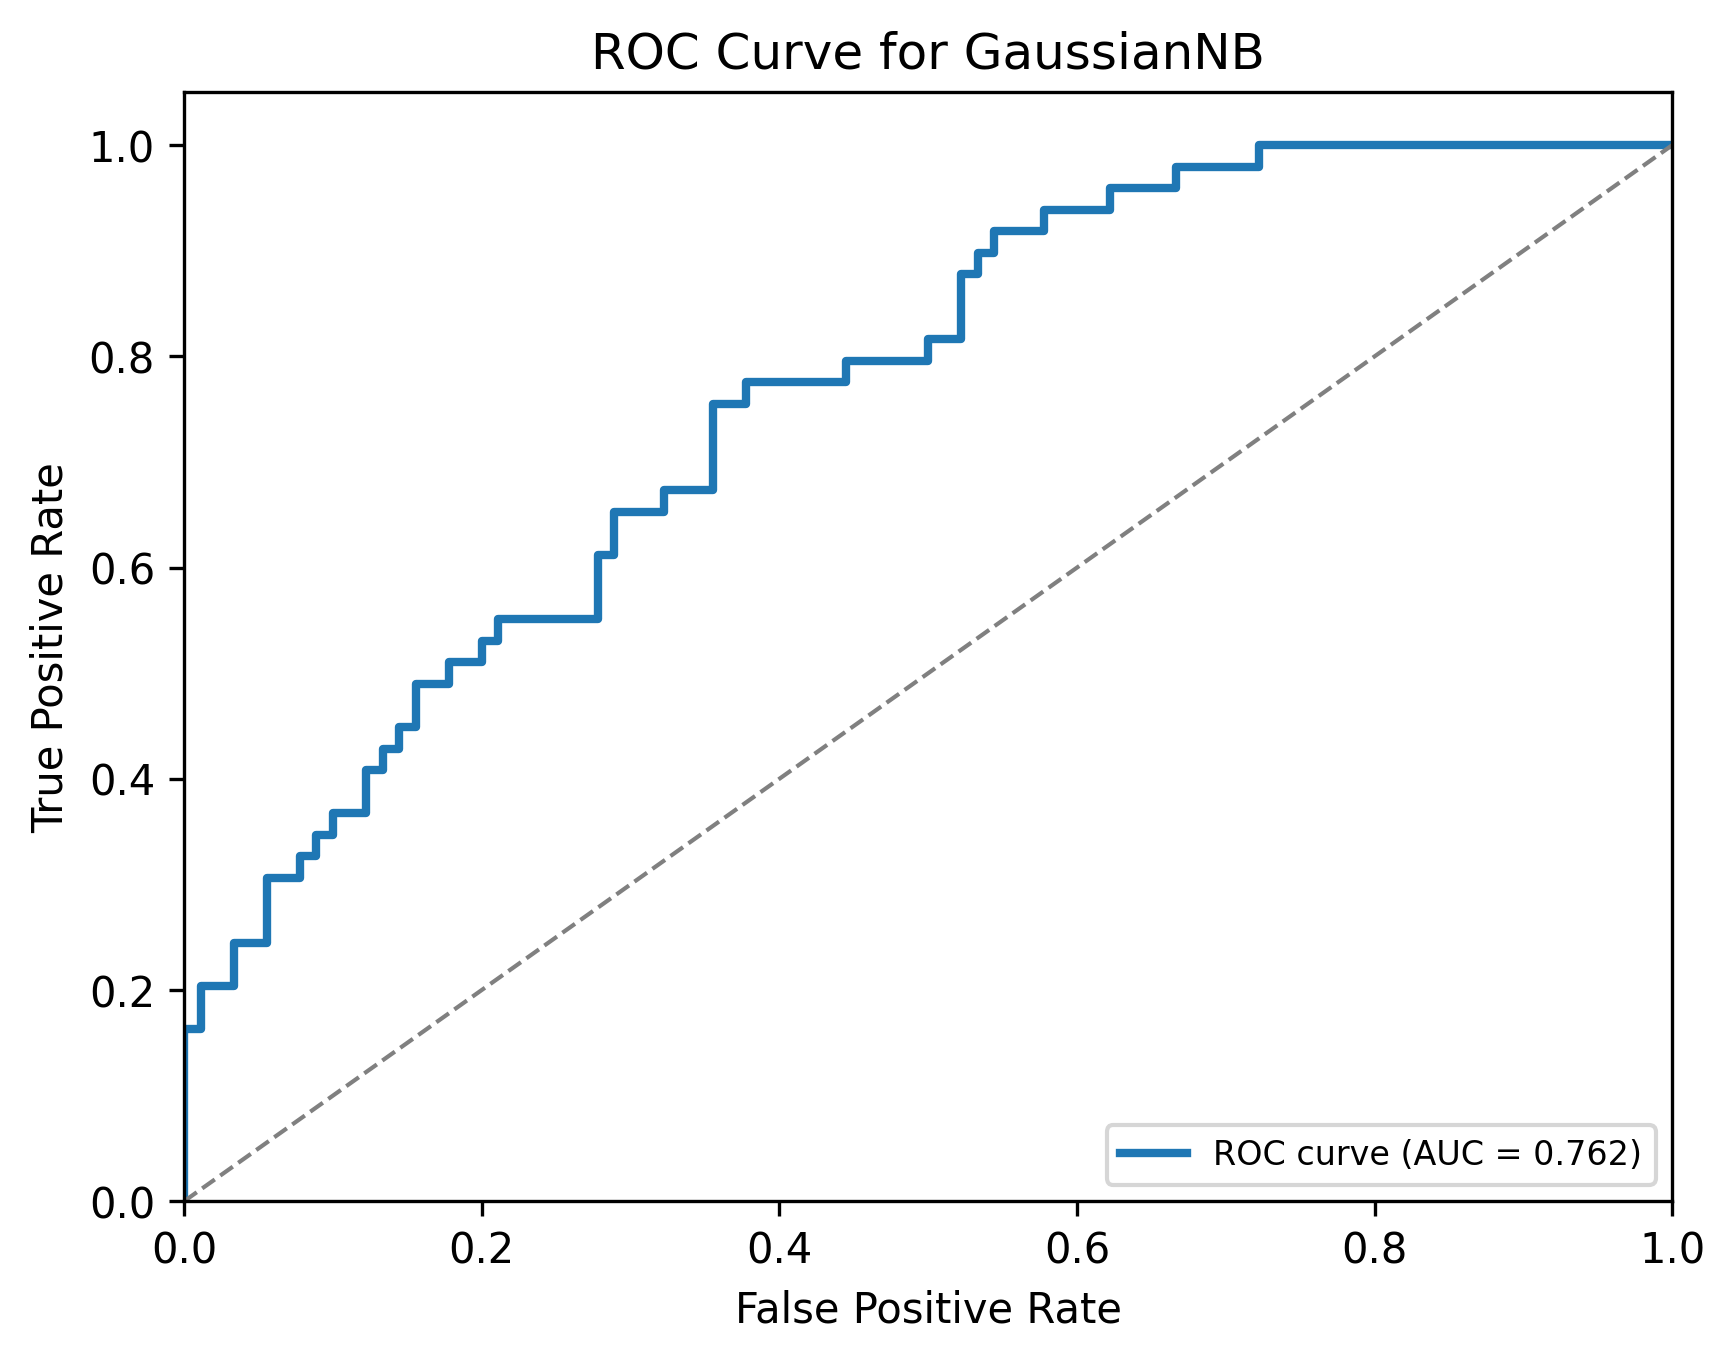 ROC Curve for GaussianNB
1.0
0.8
0.6
0.4
0.2
0.0
True Positive Rate
0.0 0.2 0.4 0.6 0.8 1.0
False Positive Rate
ROC curve (AUC = 0.762)